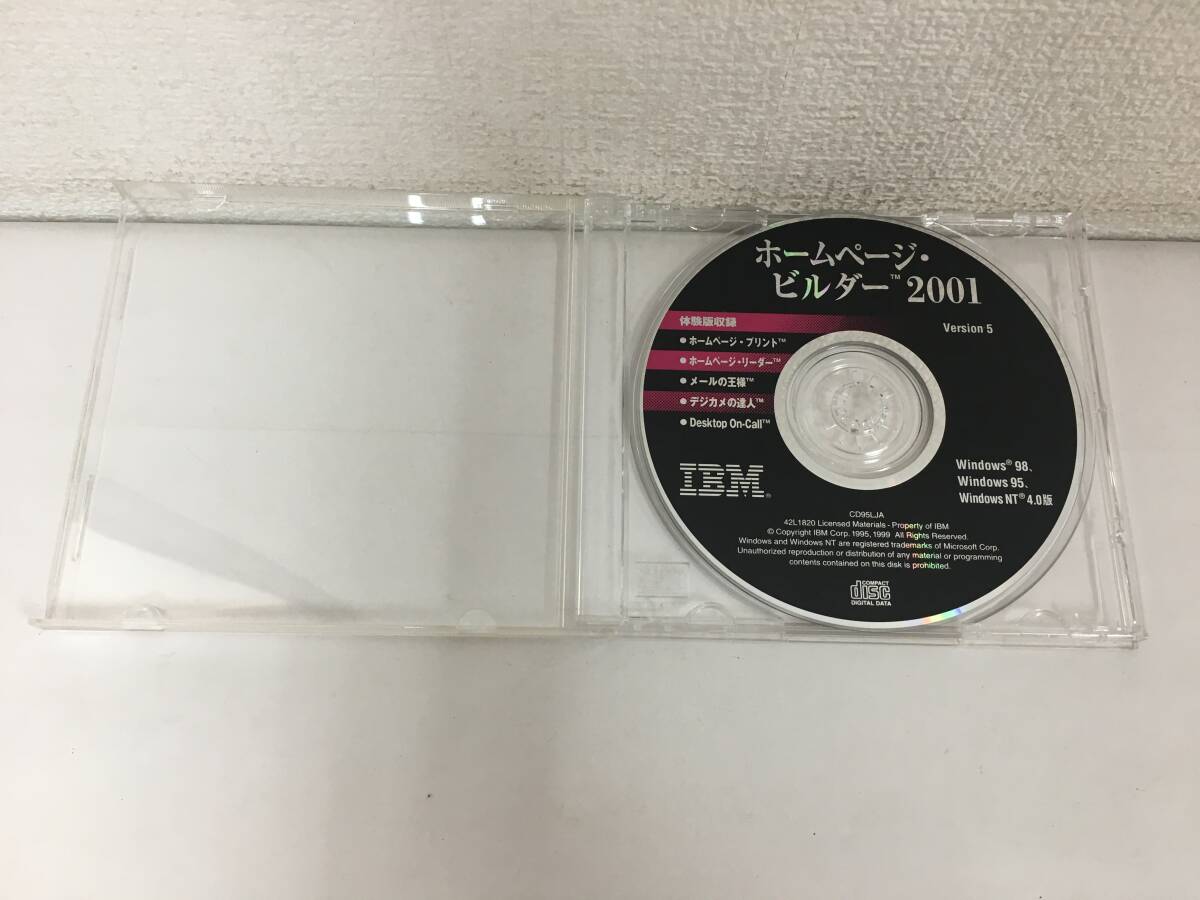 ホームページ・
ビルダー™ 2001
Version 5
体験版収録
●ホームページ・プリント™
●ホームページ・リーダー™
●メールの王様™
●デジカメの達人™
●Desktop On-Call™
IBM®
Windows® 98、
Windows 95、
Windows NT® 4.0版
CD95LJA
42L1820 Licensed Materials - Property of IBM
© Copyright IBM Corp. 1995, 1999 All Rights Reserved.
Windows and Windows NT are registered trademarks of Microsoft Corp.
Unauthorized reproduction or distribution of any material or programming
contents contained on this disk is prohibited.
COMPACT
disc
DIGITAL DATA